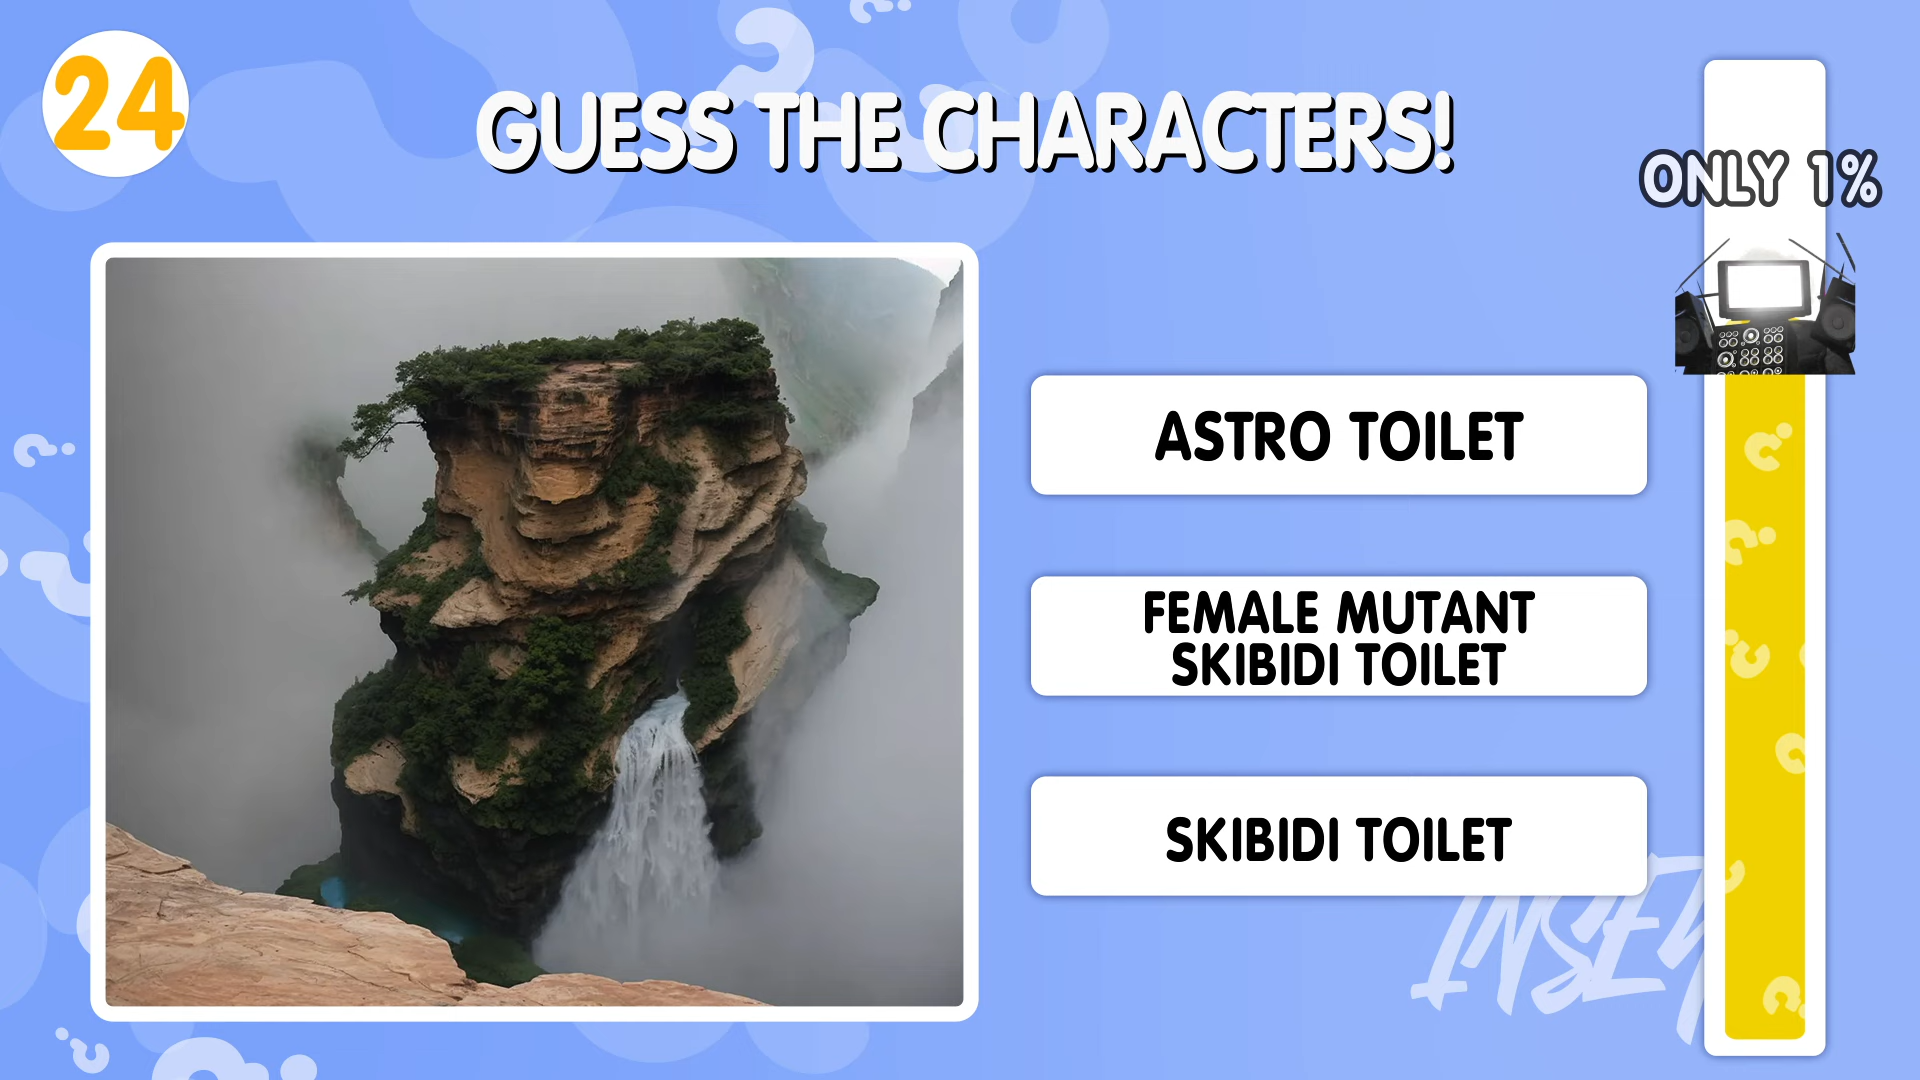 24
GUESS THE CHARACTERS!
ONLY 1%
ASTRO TOILET
FEMALE MUTANT
SKIBIDI TOILET
SKIBIDI TOILET